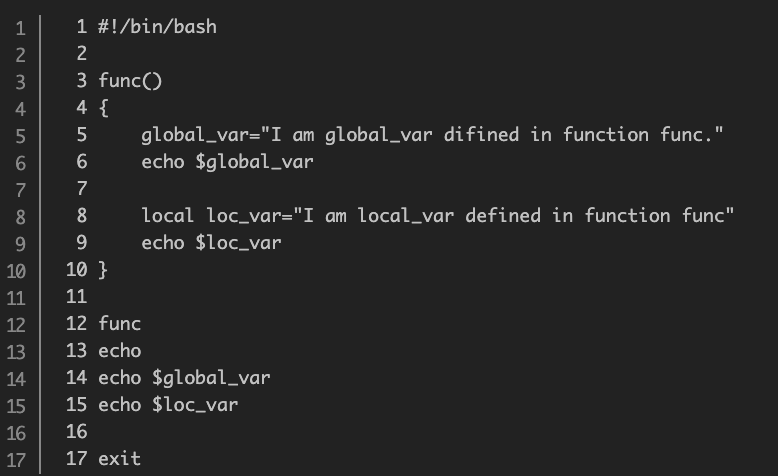 1 1 #!/bin/bash
2 2
3 3 func()
4 4 {
5 5     global_var="I am global_var difined in function func."
6 6     echo $global_var
7 7
8 8     local loc_var="I am local_var defined in function func"
9 9     echo $loc_var
10 10 }
11 11
12 12 func
13 13 echo
14 14 echo $global_var
15 15 echo $loc_var
16 16
17 17 exit